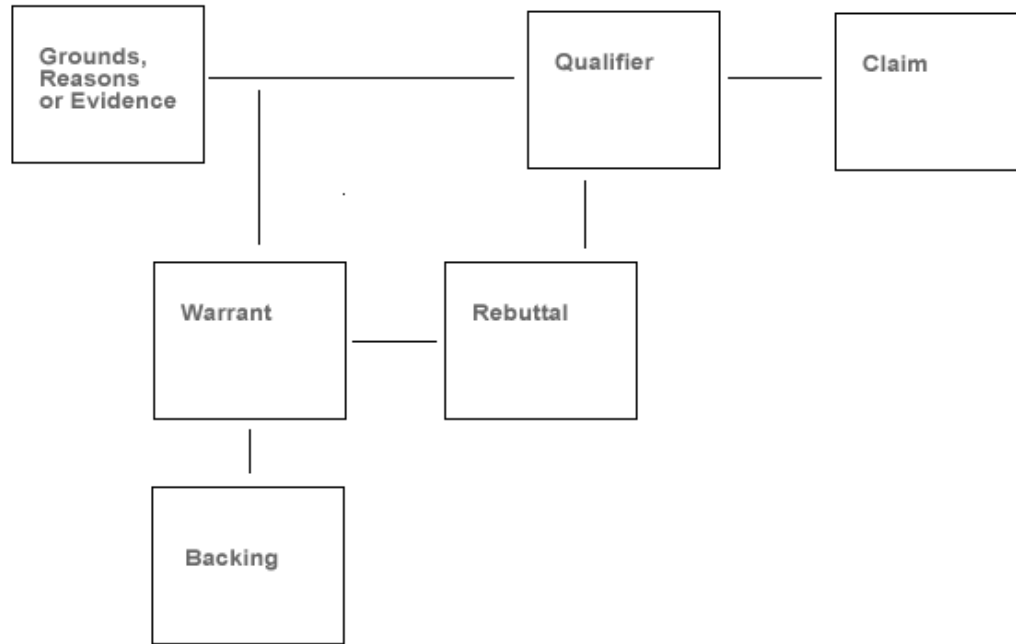 Grounds,
Reasons
or Evidence
Qualifier
Claim
Warrant
Rebuttal
Backing